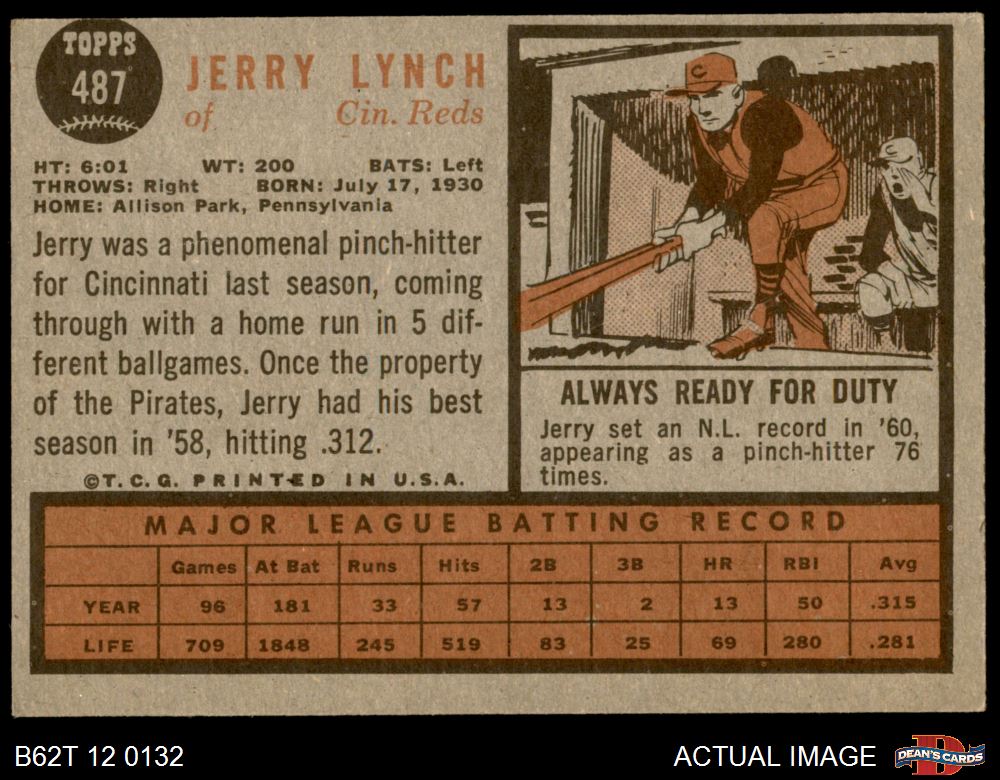 TOPPS
487
JERRY LYNCH
of Cin. Reds
HT: 6:01 WT: 200 BATS: Left
THROWS: Right BORN: July 17, 1930
HOME: Allison Park, Pennsylvania
Jerry was a phenomenal pinch-hitter
for Cincinnati last season, coming
through with a home run in 5 dif-
ferent ballgames. Once the property
of the Pirates, Jerry had his best
season in '58, hitting .312.
©T. C. G. PRINTED IN U.S.A.
C
C
ALWAYS READY FOR DUTY
Jerry set an N.L. record in '60,
appearing as a pinch-hitter 76
times.
MAJOR LEAGUE BATTING RECORD
Games At Bat Runs Hits 2B 3B HR RBI Avg
YEAR 96 181 33 57 13 2 13 50 .315
LIFE 709 1848 245 519 83 25 69 280 .281
B62T 12 0132
ACTUAL IMAGE
D
DEAN'S CARDS